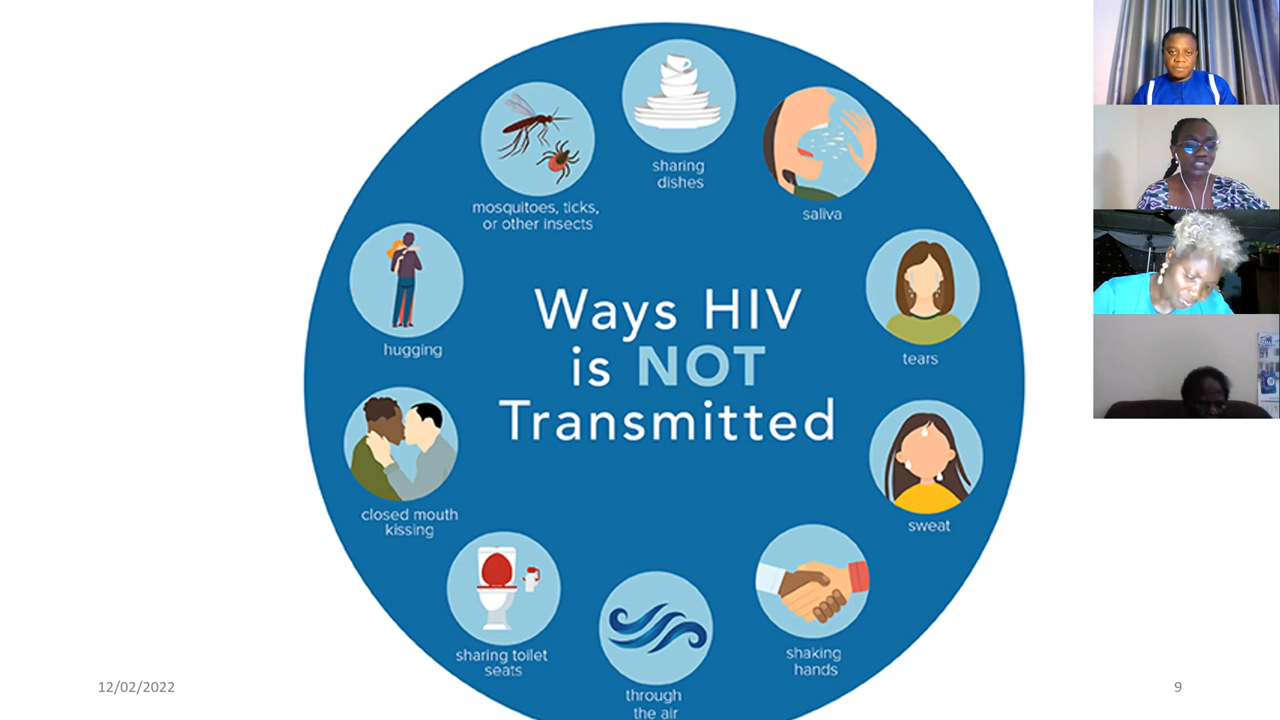 sharing
dishes
mosquitoes, ticks,
or other insects
saliva
hugging
tears
Ways HIV
is NOT
Transmitted
closed mouth
kissing
sweat
sharing toilet
seats
through
the air
shaking
hands
12/02/2022
9